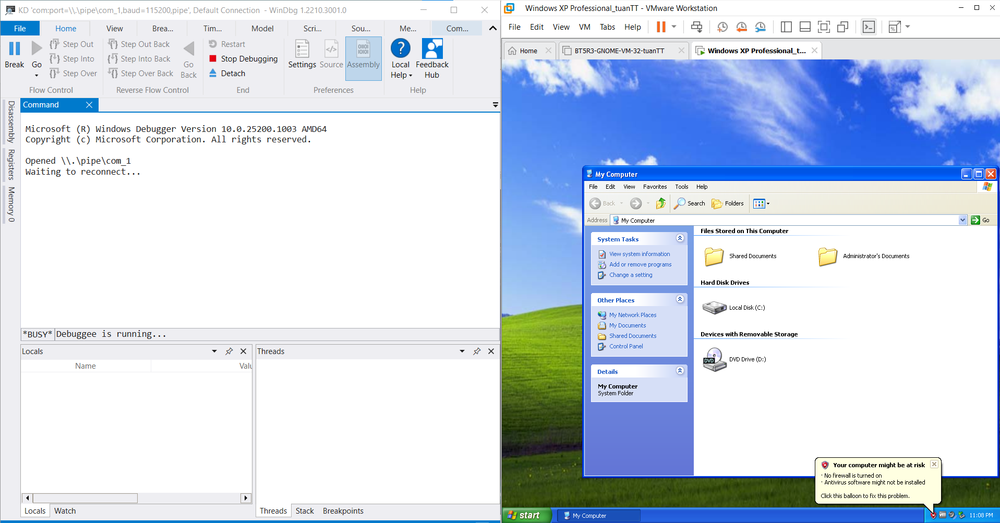 KD 'com:port=\\.\pipe\com_1,baud=115200,pipe', Default Connection - WinDbg 1.2210.3001.0
File Home View Brea... Tim... Model Scri... Sou... Me... Com...
Break
Go
Step Out
Step Into
Step Over
Flow Control
Step Out Back
Step Into Back
Step Over Back
Go
Back
Reverse Flow Control
Restart
Stop Debugging
Detach
End
Settings
Source
Assembly
Preferences
Local
Help
Feedback
Hub
Help
Disassembly
Registers
Memory 0
Command
Microsoft (R) Windows Debugger Version 10.0.25200.1003 AMD64
Copyright (c) Microsoft Corporation. All rights reserved.
Opened \\.\pipe\com_1
Waiting to reconnect...
*BUSY* Debuggee is running...
Locals
Name Valu
Locals Watch
Threads
Threads Stack Breakpoints
Windows XP Professional_tuanTT - VMware Workstation
File Edit View VM Tabs Help
Home
BT5R3-GNOME-VM-32-tuanTT
Windows XP Professional_t...
My Computer
File Edit View Favorites Tools Help
Back Search Folders
Address My Computer Go
System Tasks
View system information
Add or remove programs
Change a setting
Other Places
My Network Places
My Documents
Shared Documents
Control Panel
Details
My Computer
System Folder
Files Stored on This Computer
Shared Documents
Administrator's Documents
Hard Disk Drives
Local Disk (C:)
Devices with Removable Storage
DVD
DVD Drive (D:)
Your computer might be at risk
· No firewall is turned on
· Antivirus software might not be installed
Click this balloon to fix this problem.
start
My Computer
vm
11:08 PM